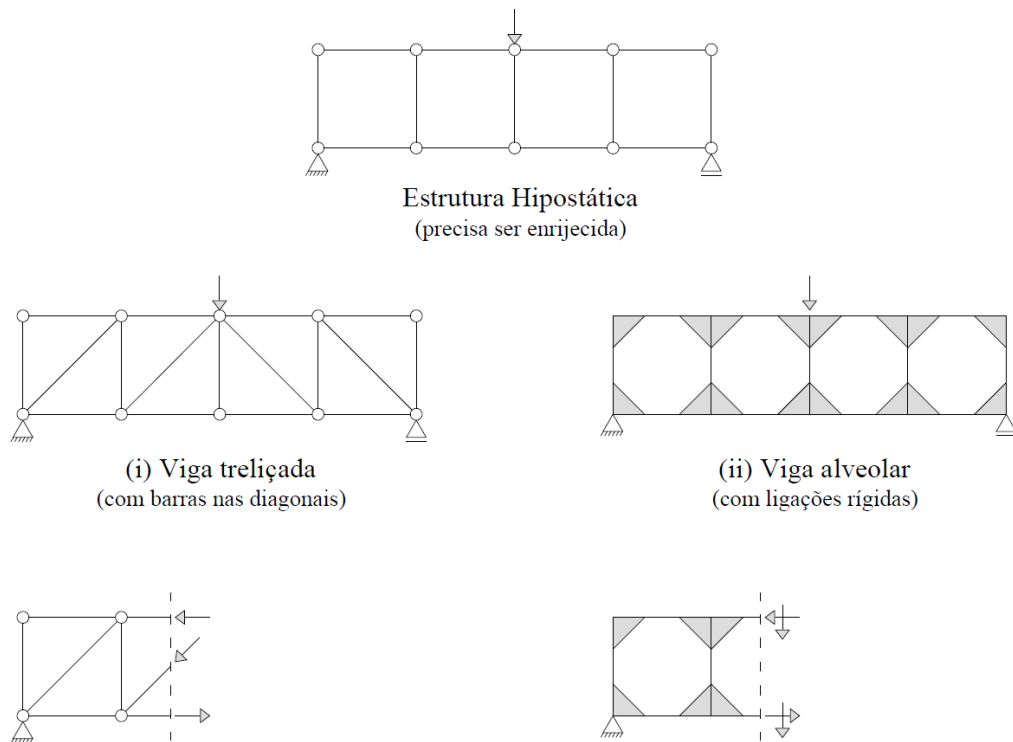 Estrutura Hipostática
(precisa ser enrijecida)
(i) Viga treliçada
(com barras nas diagonais)
(ii) Viga alveolar
(com ligações rígidas)